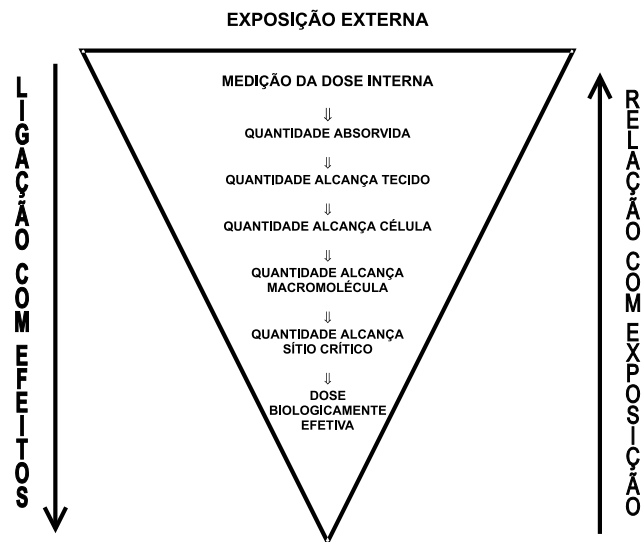 EXPOSIÇÃO EXTERNA
LIGAÇÃO COM EFEITOS
MEDIÇÃO DA DOSE INTERNA
⇓
QUANTIDADE ABSORVIDA
⇓
QUANTIDADE ALCANÇA TECIDO
⇓
QUANTIDADE ALCANÇA CÉLULA
⇓
QUANTIDADE ALCANÇA
MACROMOLÉCULA
⇓
QUANTIDADE ALCANÇA
SÍTIO CRÍTICO
⇓
DOSE
BIOLOGICAMENTE
EFETIVA
RELAÇÃO COM EXPOSIÇÃO